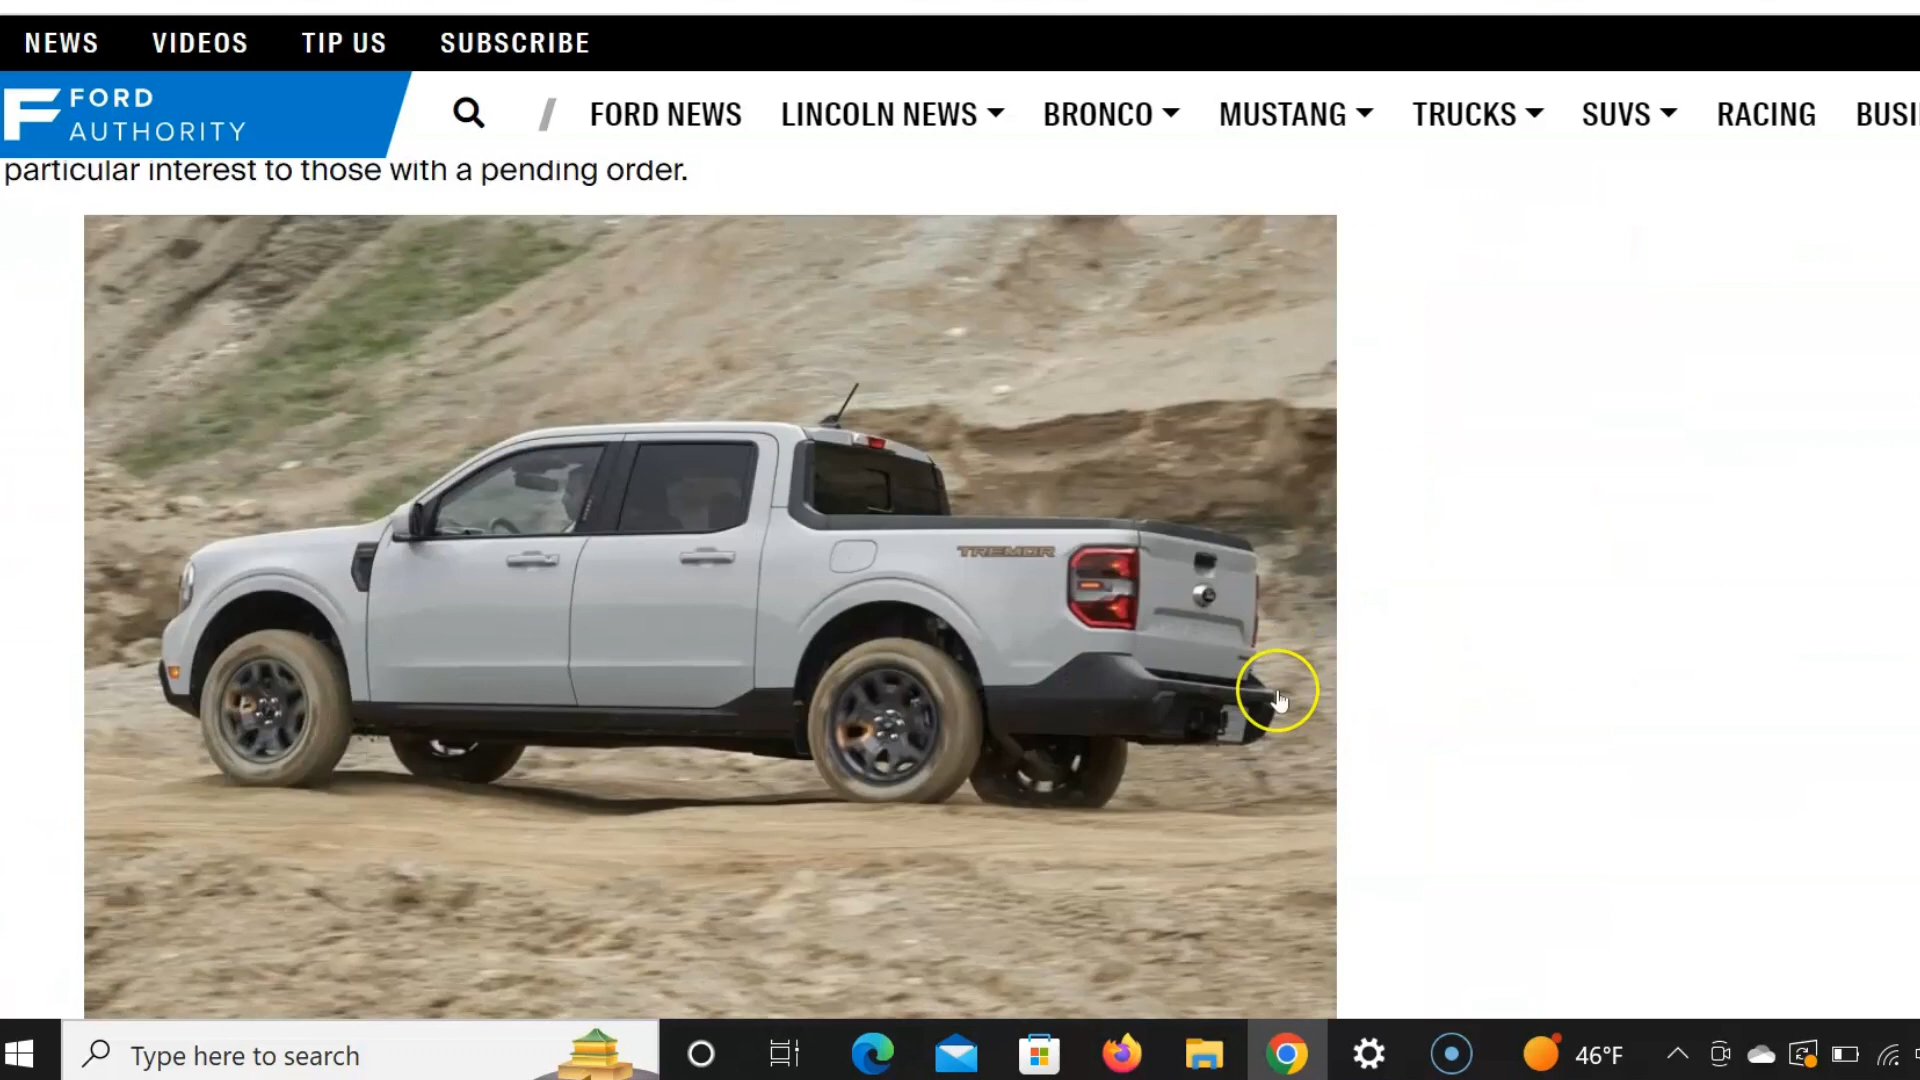 NEWS VIDEOS TIP US SUBSCRIBE
FORD
AUTHORITY
/ FORD NEWS LINCOLN NEWS BRONCO MUSTANG TRUCKS SUVS RACING BUSI
particular interest to those with a pending order.
TREMOR
Type here to search
46°F